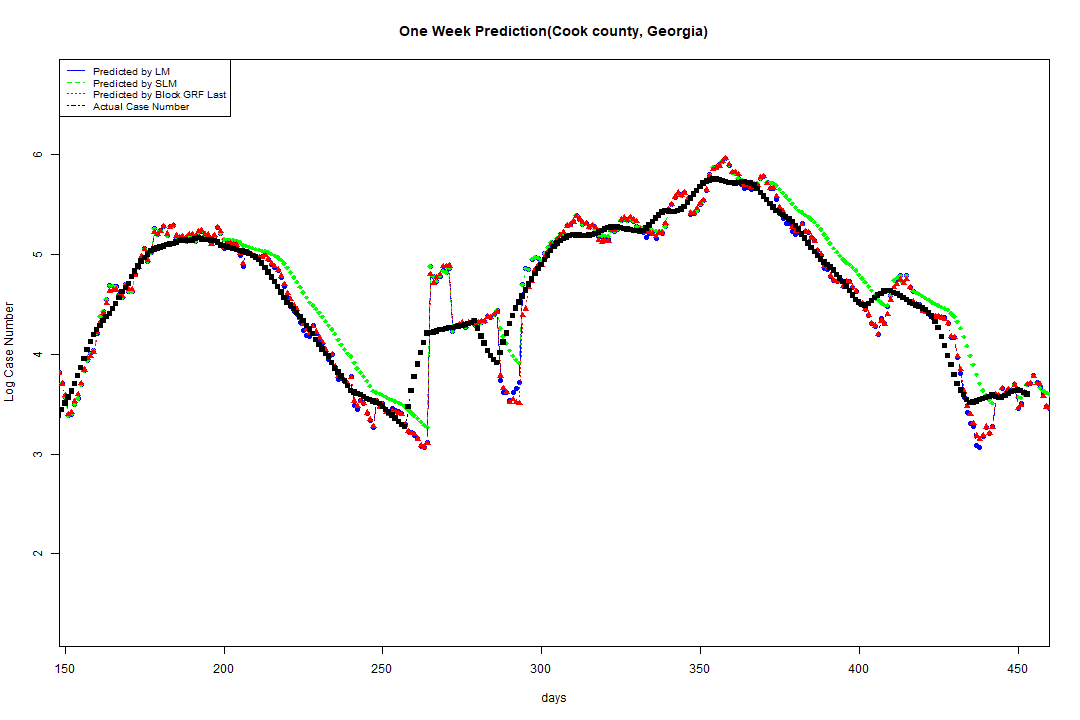 One Week Prediction(Cook county, Georgia)
Predicted by LM
Predicted by SLM
Predicted by Block GRF Last
Actual Case Number
6
5
4
3
2
Log Case Number
150 200 250 300 350 400 450
days